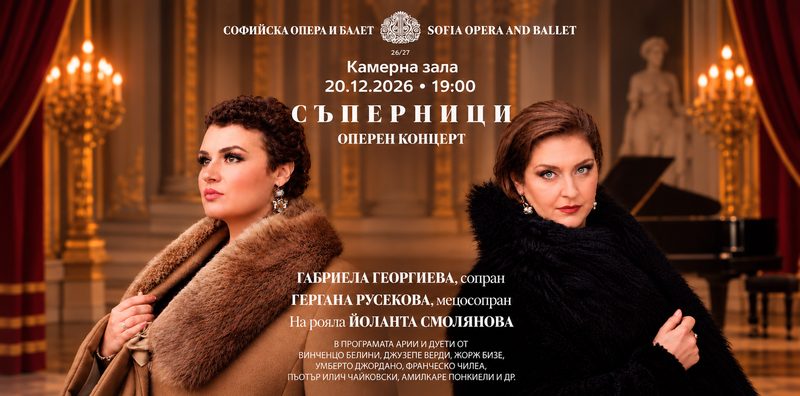 СОФИЙСКА ОПЕРА И БАЛЕТ SOFIA OPERA AND BALLET
26/27
Камерна зала
20.12.2026 • 19:00
СЪПЕРНИЦИ
ОПЕРЕН КОНЦЕРТ
ГАБРИЕЛА ГЕОРГИЕВА, сопран
ГЕРГАНА РУСЕКОВА, мецосопран
На рояла ЙОЛАНТА СМОЛЯНОВА
В ПРОГРАМАТА АРИИ И ДУЕТИ ОТ
ВИНЧЕНЦО БЕЛИНИ, ДЖУЗЕПЕ ВЕРДИ, ЖОРЖ БИЗЕ,
УМБЕРТО ДЖОРДАНО, ФРАНЧЕСКО ЧИЛЕА,
ПЬОТЪР ИЛИЧ ЧАЙКОВСКИ, АМИЛКАРЕ ПОНКИЕЛИ И ДР.